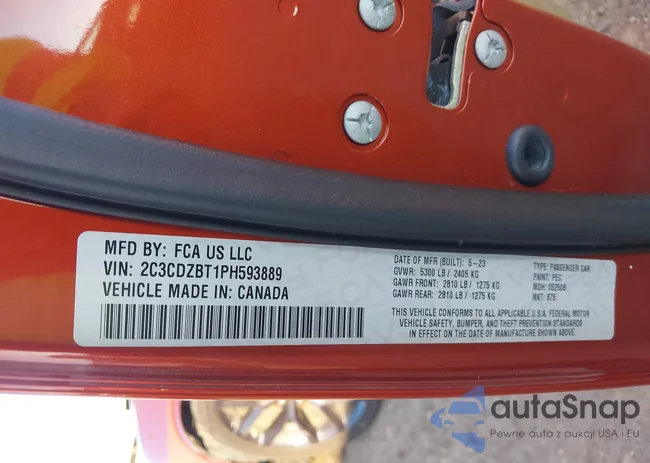 MFD BY: FCA US LLC
VIN: 2C3CDZBT1PH593889
VEHICLE MADE IN: CANADA
DATE OF MFR (BUILT): 5-23
GVWR: 5300 LB / 2405 KG
GAWR FRONT: 2810 LB / 1275 KG
GAWR REAR: 2810 LB / 1275 KG
TYPE: PASSENGER CAR
PAINT: PEC
MDH: 052508
MKT: 875
THIS VEHICLE CONFORMS TO ALL APPLICABLE U.S.A. FEDERAL MOTOR
VEHICLE SAFETY, BUMPER, AND THEFT PREVENTION STANDARDS
IN EFFECT ON THE DATE OF MANUFACTURE SHOWN ABOVE.
autaSnap
Pewne auta z aukcji USA · EU